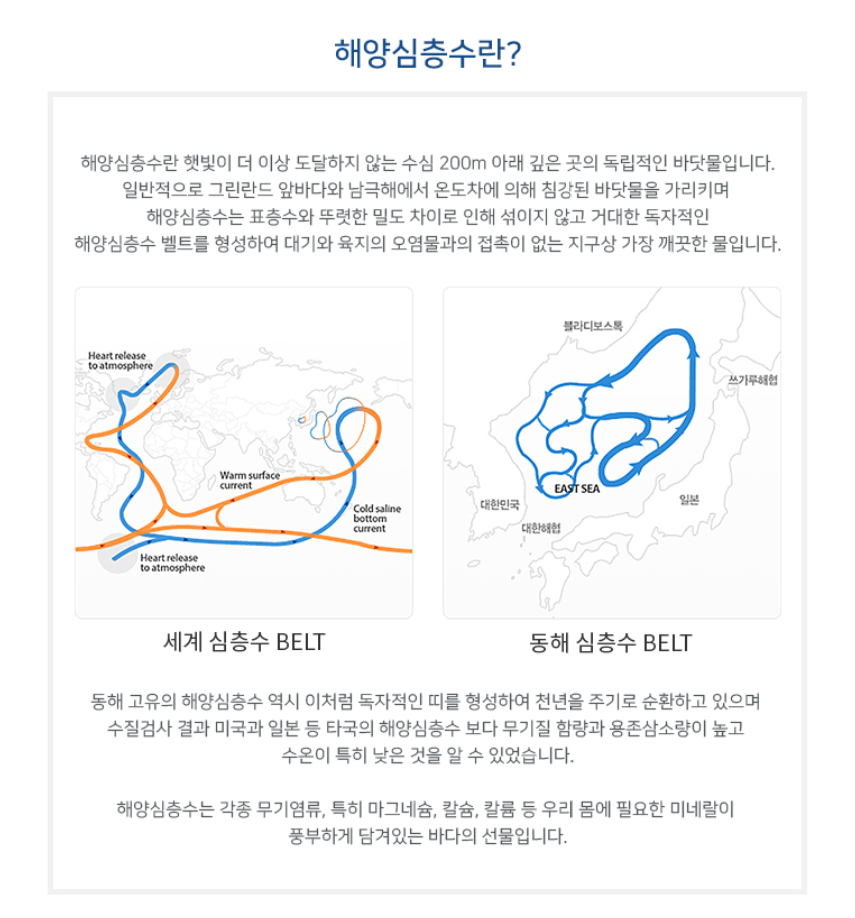 해양심층수란?
해양심층수란 햇빛이 더 이상 도달하지 않는 수심 200m 아래 깊은 곳의 독립적인 바닷물입니다.
일반적으로 그린란드 앞바다와 남극해에서 온도차에 의해 침강된 바닷물을 가리키며
해양심층수는 표층수와 뚜렷한 밀도 차이로 인해 섞이지 않고 거대한 독자적인
해양심층수 벨트를 형성하여 대기와 육지의 오염물과의 접촉이 없는 지구상 가장 깨끗한 물입니다.
Heart release
to atmosphere
Warm surface
current
Cold saline
bottom
current
Heart release
to atmosphere
세계 심층수 BELT
블라디보스톡
쓰가루해협
EAST SEA
대한민국
일본
대한해협
동해 심층수 BELT
동해 고유의 해양심층수 역시 이처럼 독자적인 띠를 형성하여 천년을 주기로 순환하고 있으며
수질검사 결과 미국과 일본 등 타국의 해양심층수 보다 무기질 함량과 용존삼소량이 높고
수온이 특히 낮은 것을 알 수 있었습니다.
해양심층수는 각종 무기염류, 특히 마그네슘, 칼슘, 칼륨 등 우리 몸에 필요한 미네랄이
풍부하게 담겨있는 바다의 선물입니다.